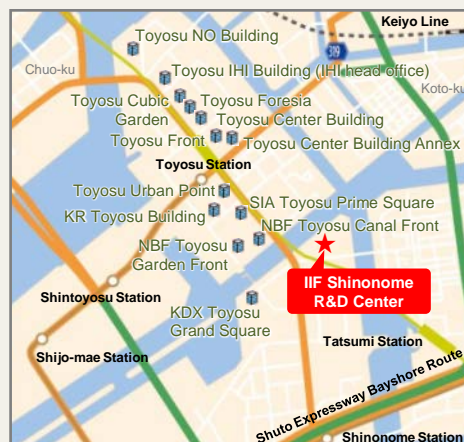 Keiyo Line
Toyosu NO Building
319
Chuo-ku
Toyosu IHI Building (IHI head office)
Koto-ku
Toyosu Cubic
Garden
Toyosu Foresia
Toyosu Center Building
Toyosu Front
Toyosu Center Building Annex
Toyosu Station
Toyosu Urban Point
SIA Toyosu Prime Square
KR Toyosu Building
NBF Toyosu Canal Front
NBF Toyosu
Garden Front
IIF Shinonome
R&D Center
Shintoyosu Station
KDX Toyosu
Grand Square
Tatsumi Station
Shijo-mae Station
Shuto Expressway Bayshore Route
Shinonome Station